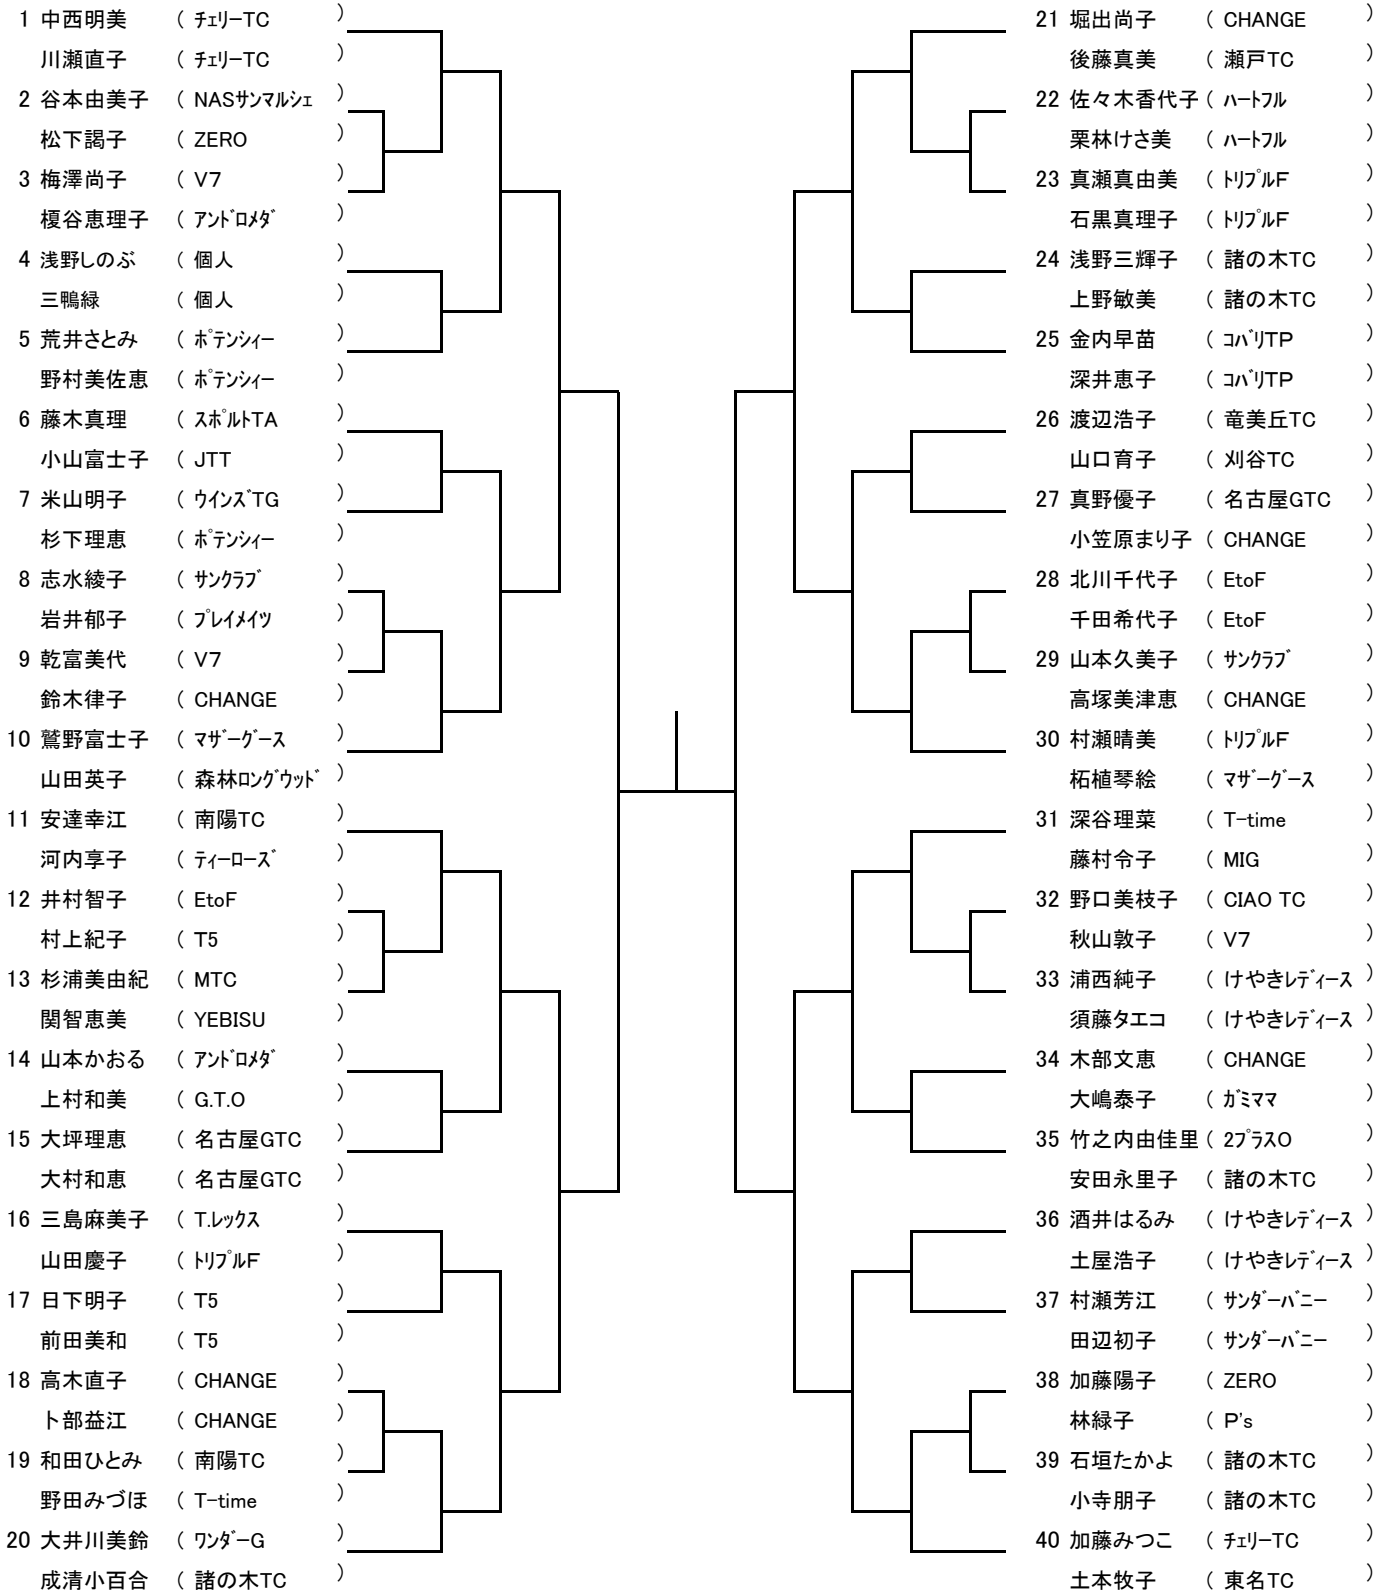 1 中西明美 ( ﾁｪﾘｰTC )
川瀬直子 ( ﾁｪﾘｰTC )
2 谷本由美子 ( NASサンマルシェ )
松下謁子 ( ZERO )
3 梅澤尚子 ( V7 )
榎谷恵理子 ( ｱﾝﾄﾞﾛﾒﾀﾞ )
4 浅野しのぶ ( 個人 )
三鴨緑 ( 個人 )
5 荒井さとみ ( ﾎﾟﾃﾝｼｨｰ )
野村美佐恵 ( ﾎﾟﾃﾝｼｨｰ )
6 藤木真理 ( ｽﾎﾟﾙﾄTA )
小山富士子 ( JTT )
7 米山明子 ( ｳｲﾝｽﾞTG )
杉下理恵 ( ﾎﾟﾃﾝｼｨｰ )
8 志水綾子 ( ｻﾝｸﾗﾌﾞ )
岩井郁子 ( ﾌﾟﾚｲﾒｲﾂ )
9 乾富美代 ( V7 )
鈴木律子 ( CHANGE )
10 鷲野富士子 ( ﾏｻﾞｰｸﾞｰｽ )
山田英子 ( 森林ﾛﾝｸﾞｳｯﾄﾞ )
11 安達幸江 ( 南陽TC )
河内享子 ( ﾃｨｰﾛｰｽﾞ )
12 井村智子 ( EtoF )
村上紀子 ( T5 )
13 杉浦美由紀 ( MTC )
関智恵美 ( YEBISU )
14 山本かおる ( ｱﾝﾄﾞﾛﾒﾀﾞ )
上村和美 ( G.T.O )
15 大坪理恵 ( 名古屋GTC )
大村和恵 ( 名古屋GTC )
16 三島麻美子 ( T.ﾚｯｸｽ )
山田慶子 ( ﾄﾘﾌﾟﾙF )
17 日下明子 ( T5 )
前田美和 ( T5 )
18 高木直子 ( CHANGE )
卜部益江 ( CHANGE )
19 和田ひとみ ( 南陽TC )
野田みづほ ( T-time )
20 大井川美鈴 ( ﾜﾝﾀﾞｰG )
成清小百合 ( 諸の木TC )
21 堀出尚子 ( CHANGE )
後藤真美 ( 瀬戸TC )
22 佐々木香代子 ( ﾊｰﾄﾌﾙ )
栗林けさ美 ( ﾊｰﾄﾌﾙ )
23 真瀬真由美 ( ﾄﾘﾌﾟﾙF )
石黒真理子 ( ﾄﾘﾌﾟﾙF )
24 浅野三輝子 ( 諸の木TC )
上野敏美 ( 諸の木TC )
25 金内早苗 ( ｺﾊﾞﾘTP )
深井恵子 ( ｺﾊﾞﾘTP )
26 渡辺浩子 ( 竜美丘TC )
山口育子 ( 刈谷TC )
27 真野優子 ( 名古屋GTC )
小笠原まり子 ( CHANGE )
28 北川千代子 ( EtoF )
千田希代子 ( EtoF )
29 山本久美子 ( ｻﾝｸﾗﾌﾞ )
高塚美津恵 ( CHANGE )
30 村瀬晴美 ( ﾄﾘﾌﾟﾙF )
柘植琴絵 ( ﾏｻﾞｰｸﾞｰｽ )
31 深谷理菜 ( T-time )
藤村令子 ( MIG )
32 野口美枝子 ( CIAO TC )
秋山敦子 ( V7 )
33 浦西純子 ( けやきﾚﾃﾞｨｰｽ )
須藤タエコ ( けやきﾚﾃﾞｨｰｽ )
34 木部文恵 ( CHANGE )
大嶋泰子 ( ｶﾞﾐママ )
35 竹之内由佳里 ( 2ﾌﾟﾗｽO )
安田永里子 ( 諸の木TC )
36 酒井はるみ ( けやきﾚﾃﾞｨｰｽ )
土屋浩子 ( けやきﾚﾃﾞｨｰｽ )
37 村瀬芳江 ( ｻﾝﾀﾞｰﾊﾞﾆｰ )
田辺初子 ( ｻﾝﾀﾞｰﾊﾞﾆｰ )
38 加藤陽子 ( ZERO )
林緑子 ( P's )
39 石垣たかよ ( 諸の木TC )
小寺朋子 ( 諸の木TC )
40 加藤みつこ ( ﾁｪﾘｰTC )
土本牧子 ( 東名TC )